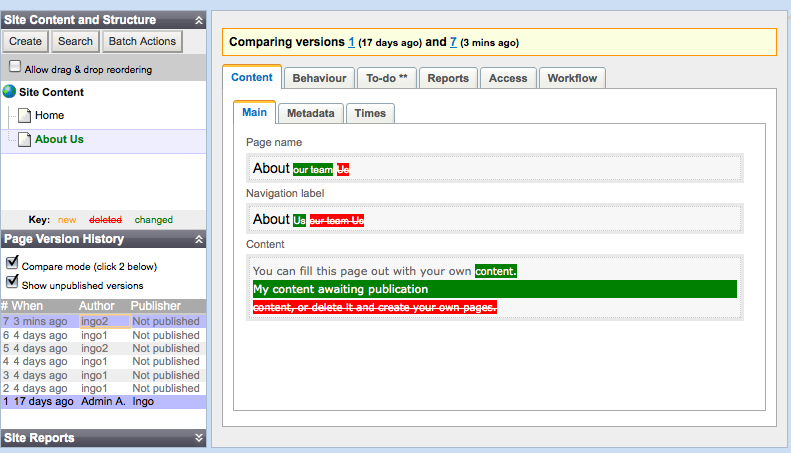 Site Content and Structure
Create Search Batch Actions
Allow drag & drop reordering
Site Content
Home
About Us
Key: new deleted changed
Page Version History
Compare mode (click 2 below)
Show unpublished versions
# When Author Publisher
7 3 mins ago ingo2 Not published
6 4 days ago ingo1 Not published
5 4 days ago ingo2 Not published
4 4 days ago ingo1 Not published
3 4 days ago ingo1 Not published
2 4 days ago ingo1 Not published
1 17 days ago Admin A. Ingo
Site Reports
Comparing versions 1 (17 days ago) and 7 (3 mins ago)
Content Behaviour To-do ** Reports Access Workflow
Main Metadata Times
Page name
About our team Us
Navigation label
About Us our team Us
Content
You can fill this page out with your own content.
My content awaiting publication
content, or delete it and create your own pages.